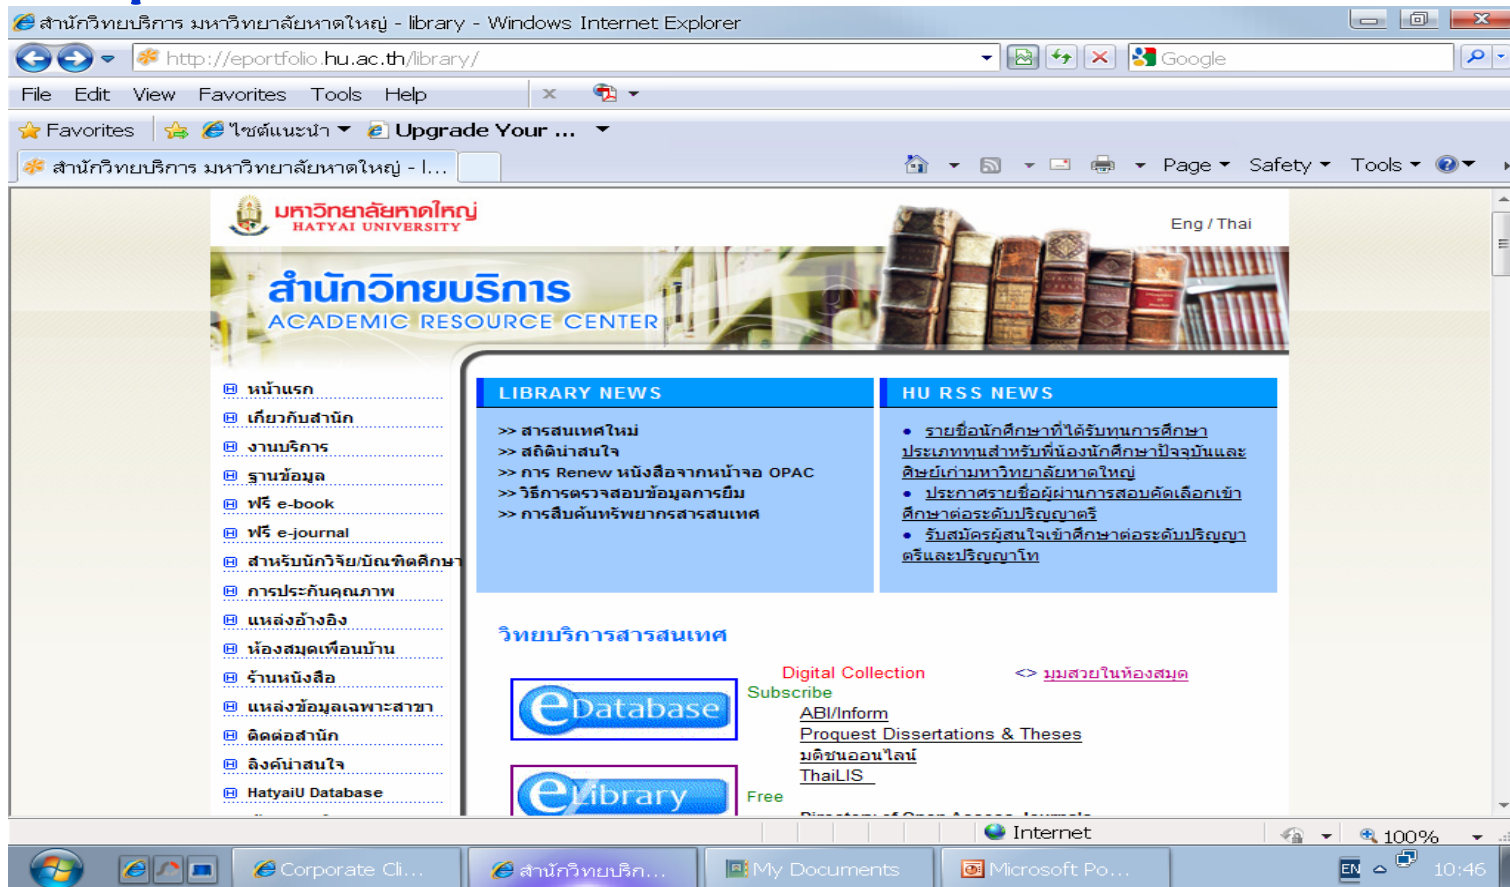 สำนักวิทยบริการ มหาวิทยาลัยหาดใหญ่ - library - Windows Internet Explorer
http://eportfolio.hu.ac.th/library/
Google
File Edit View Favorites Tools Help
Favorites ไซต์แนะนำ Upgrade Your ...
สำนักวิทยบริการ มหาวิทยาลัยหาดใหญ่ - l...
Page Safety Tools
มหาวิทยาลัยหาดใหญ่
HATYAI UNIVERSITY
Eng / Thai
สำนักวิทยบริการ
ACADEMIC RESOURCE CENTER
หน้าแรก
เกี่ยวกับสำนัก
งานบริการ
ฐานข้อมูล
ฟรี e-book
ฟรี e-journal
สำหรับนักวิจัย/บัณฑิตศึกษา
การประกันคุณภาพ
แหล่งอ้างอิง
ห้องสมุดเพื่อนบ้าน
ร้านหนังสือ
แหล่งข้อมูลเฉพาะสาขา
ติดต่อสำนัก
ลิงค์น่าสนใจ
HatyaiU Database
LIBRARY NEWS
>> สารสนเทศใหม่
>> สถิติน่าสนใจ
>> การ Renew หนังสือจากหน้าจอ OPAC
>> วิธีการตรวจสอบข้อมูลการยืม
>> การสืบค้นทรัพยากรสารสนเทศ
HU RSS NEWS
• รายชื่อนักศึกษาที่ได้รับทุนการศึกษา
ประเภททุนสำหรับพี่น้องนักศึกษาปัจจุบันและ
ศิษย์เก่ามหาวิทยาลัยหาดใหญ่
• ประกาศรายชื่อผู้ผ่านการสอบคัดเลือกเข้า
ศึกษาต่อระดับปริญญาตรี
• รับสมัครผู้สนใจเข้าศึกษาต่อระดับปริญญา
ตรีและปริญญาโท
วิทยบริการสารสนเทศ
eDatabase
eLibrary
Digital Collection
<> มุมสวยในห้องสมุด
Subscribe
ABI/Inform
Proquest Dissertations & Theses
มติชนออนไลน์
ThaiLIS
Free
Directory of Open Access Journals
Internet
100%
Corporate Cli...
สำนักวิทยบริก...
My Documents
Microsoft Po...
EN
10:46